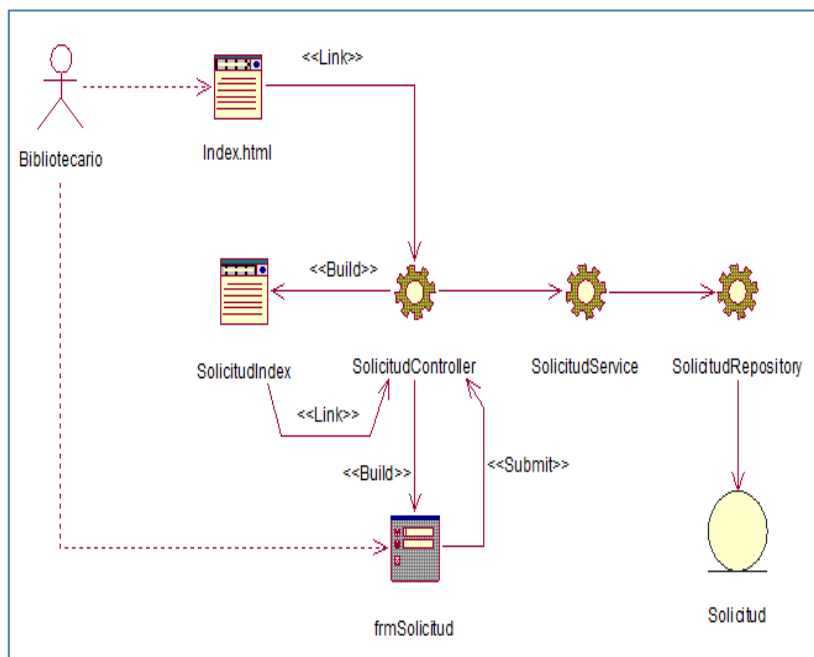 <<Link>>
Bibliotecario
Index.html
<<Build>>
SolicitudIndex
SolicitudController
SolicitudService
SolicitudRepository
<<Link>>
<<Build>>
<<Submit>>
frmSolicitud
Solicitud